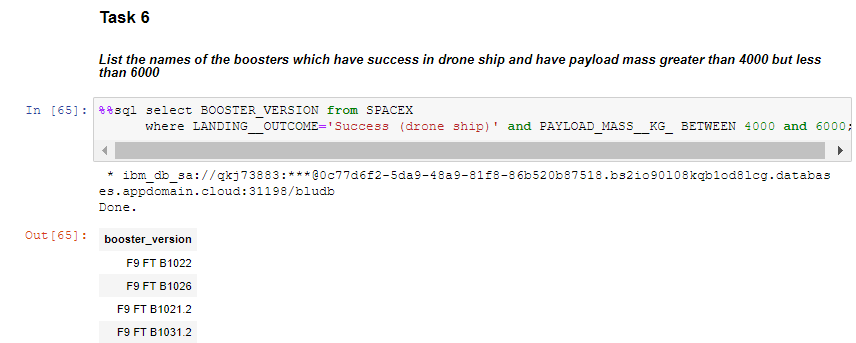 Task 6
List the names of the boosters which have success in drone ship and have payload mass greater than 4000 but less
than 6000
In [65]: %%sql select BOOSTER_VERSION from SPACEX
where LANDING__OUTCOME='Success (drone ship)' and PAYLOAD_MASS__KG_ BETWEEN 4000 and 6000;
* ibm_db_sa://qkj73883:***@0c77d6f2-5da9-48a9-81f8-86b520b87518.bs2io90l08kqb1od8lcg.databas
es.appdomain.cloud:31198/bludb
Done.
Out[65]: booster_version
F9 FT B1022
F9 FT B1026
F9 FT B1021.2
F9 FT B1031.2